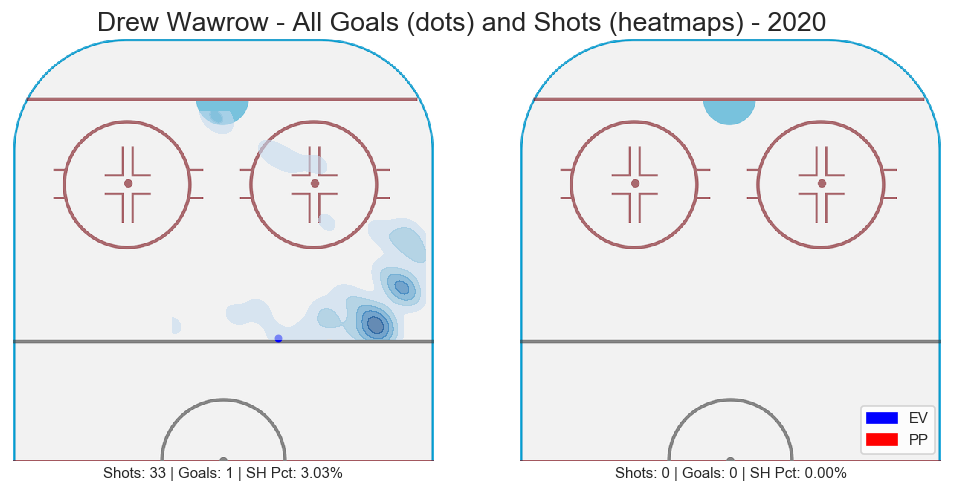 Drew Wawrow - All Goals (dots) and Shots (heatmaps) - 2020
EV
PP
Shots: 33 | Goals: 1 | SH Pct: 3.03%
Shots: 0 | Goals: 0 | SH Pct: 0.00%